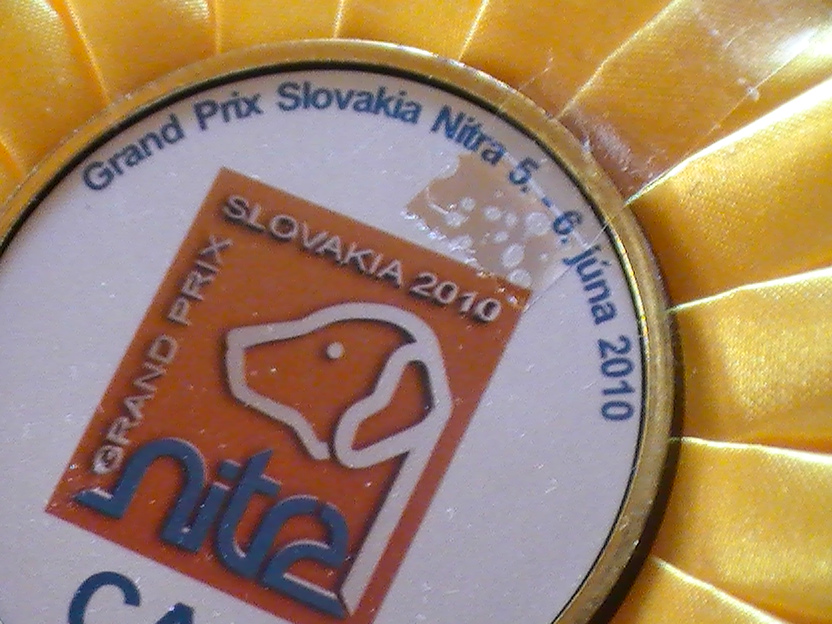 Grand Prix Slovakia Nitra 5. - 6. júna 2010
SLOVAKIA 2010
GRAND PRIX
nitra